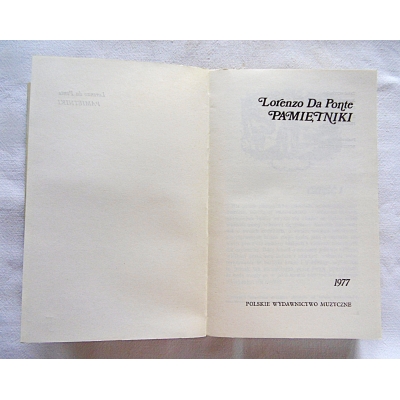 Lorenzo Da Ponte
PAMIĘTNIKI
1977
POLSKIE WYDAWNICTWO MUZYCZNE